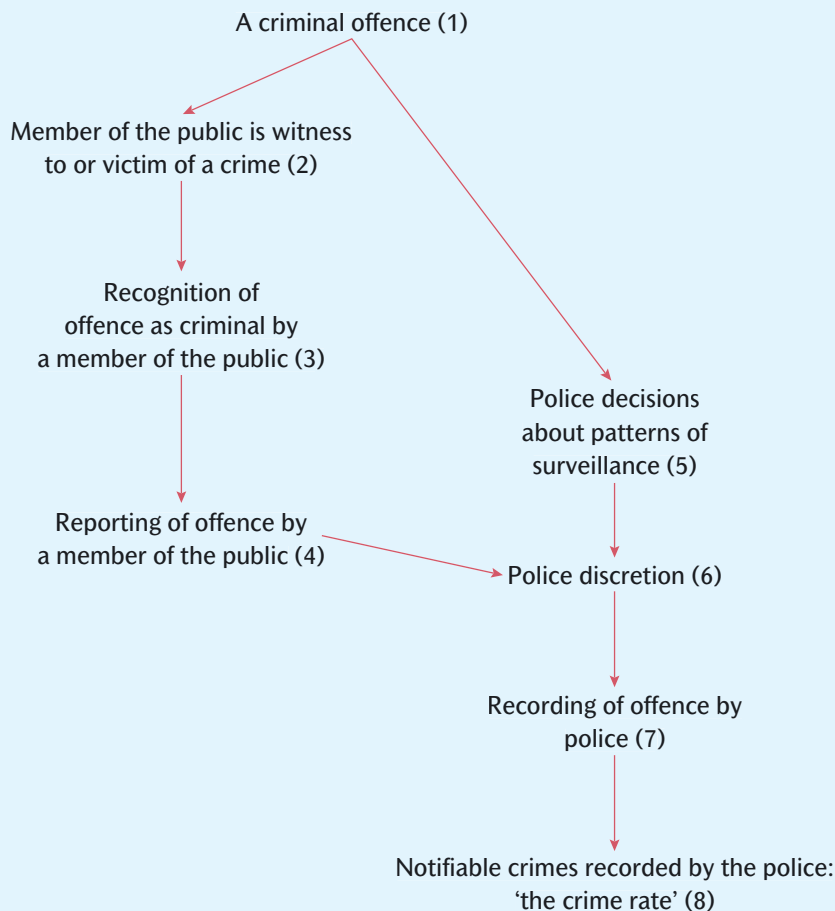 A criminal offence (1)
Member of the public is witness
to or victim of a crime (2)
Recognition of
offence as criminal by
a member of the public (3)
Reporting of offence by
a member of the public (4)
Police decisions
about patterns of
surveillance (5)
Police discretion (6)
Recording of offence by
police (7)
Notifiable crimes recorded by the police:
‘the crime rate’ (8)